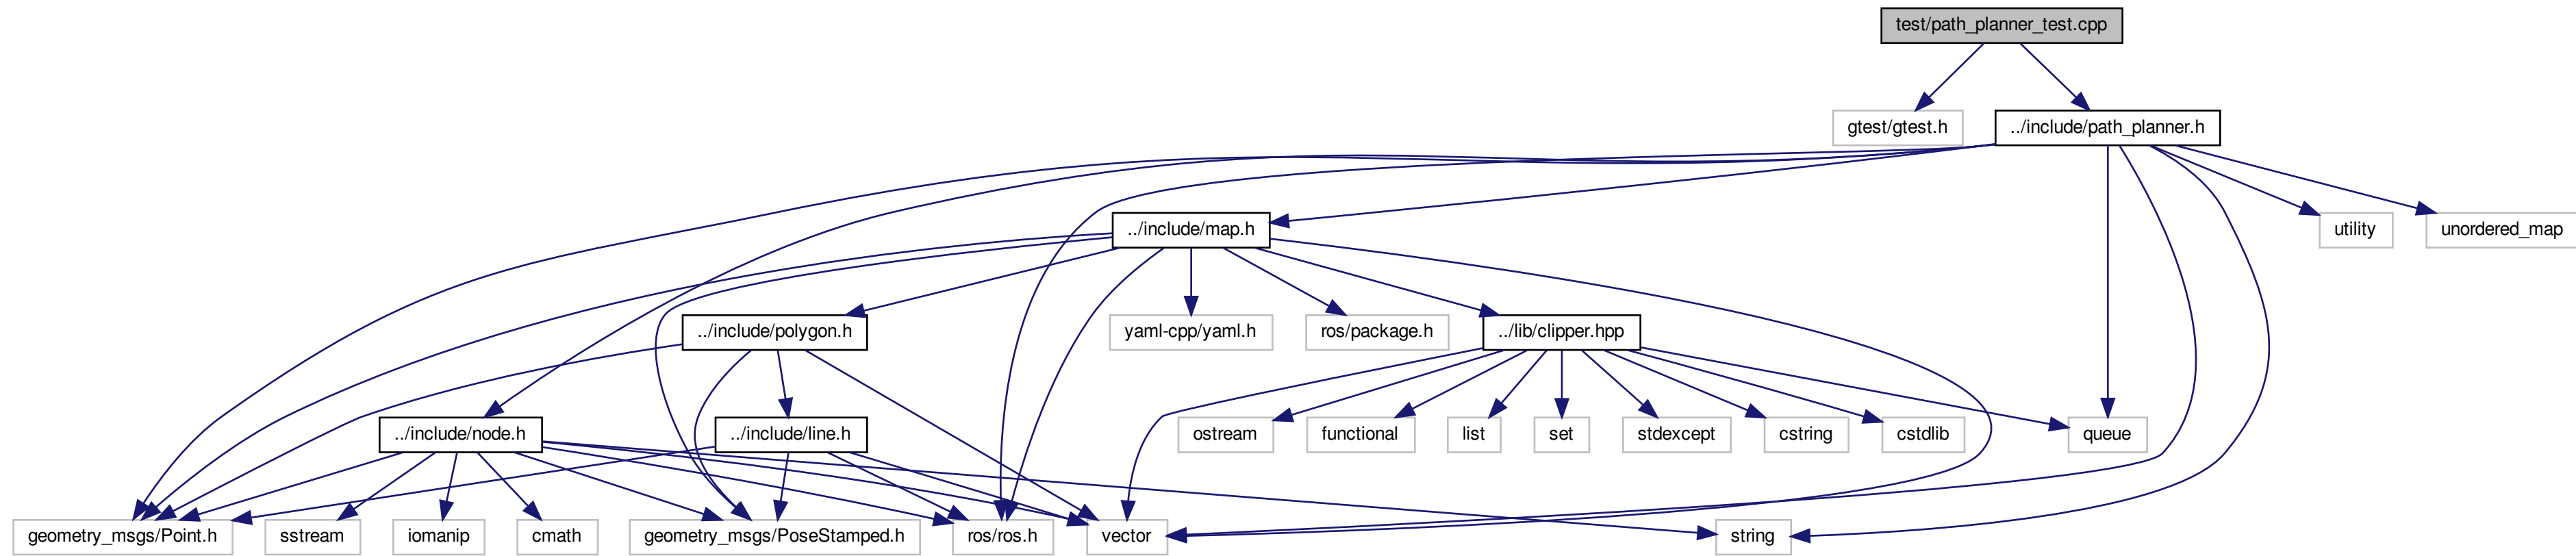 test/path_planner_test.cpp
gtest/gtest.h
../include/path_planner.h
../include/map.h
utility
unordered_map
../include/polygon.h
yaml-cpp/yaml.h
ros/package.h
../lib/clipper.hpp
../include/node.h
../include/line.h
ostream
functional
list
set
stdexcept
cstring
cstdlib
queue
geometry_msgs/Point.h
sstream
iomanip
cmath
geometry_msgs/PoseStamped.h
ros/ros.h
vector
string